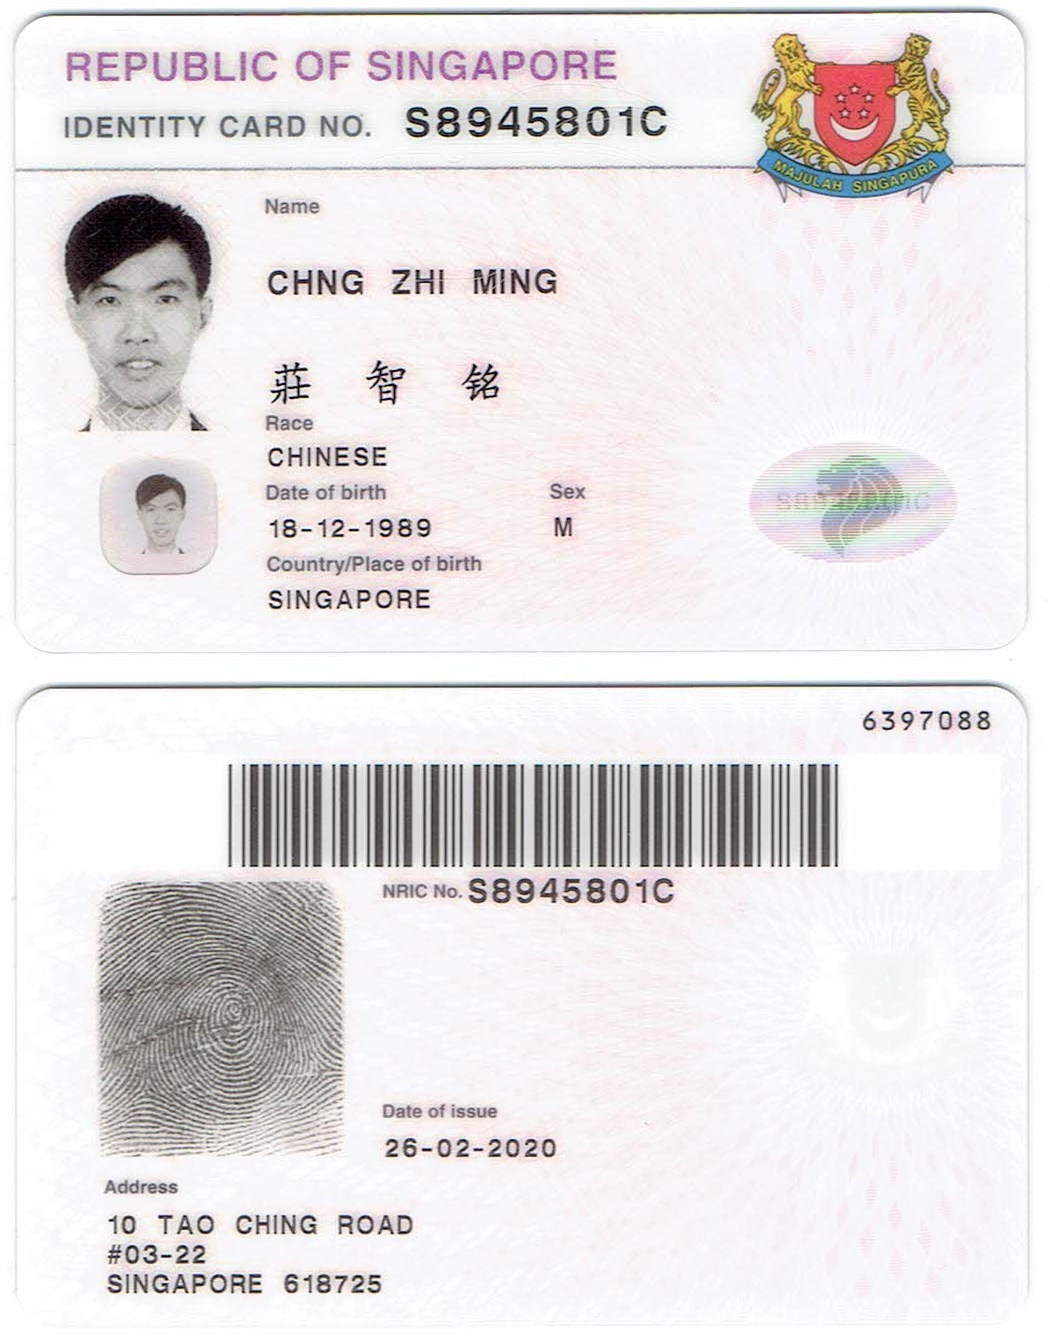 REPUBLIC OF SINGAPORE
IDENTITY CARD NO. S8945801C
MAJULAH SINGAPURA
Name
CHNG ZHI MING
莊 智 铭
Race
CHINESE
Date of birth Sex
18-12-1989 M
Country/Place of birth
SINGAPORE
6397088
NRIC No. S8945801C
Date of issue
26-02-2020
Address
10 TAO CHING ROAD
#03-22
SINGAPORE 618725